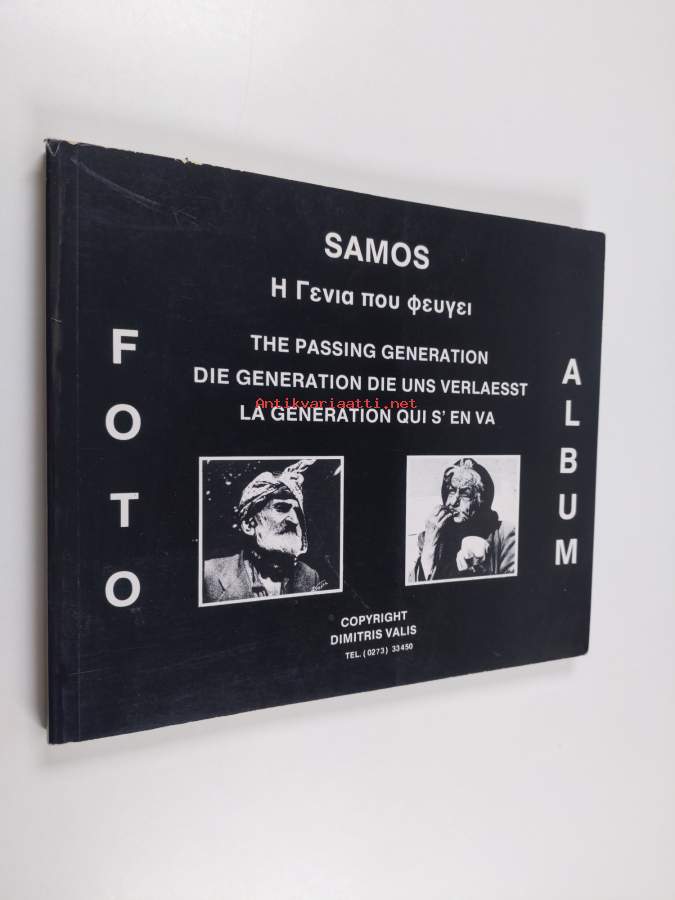 SAMOS
Η Γενια που φευγει
THE PASSING GENERATION
DIE GENERATION DIE UNS VERLAESST
Antikvariaatti.net
LA GENERATION QUI S' EN VA
FOTO
ALBUM
COPYRIGHT
DIMITRIS VALIS
TEL. (0273) 33450